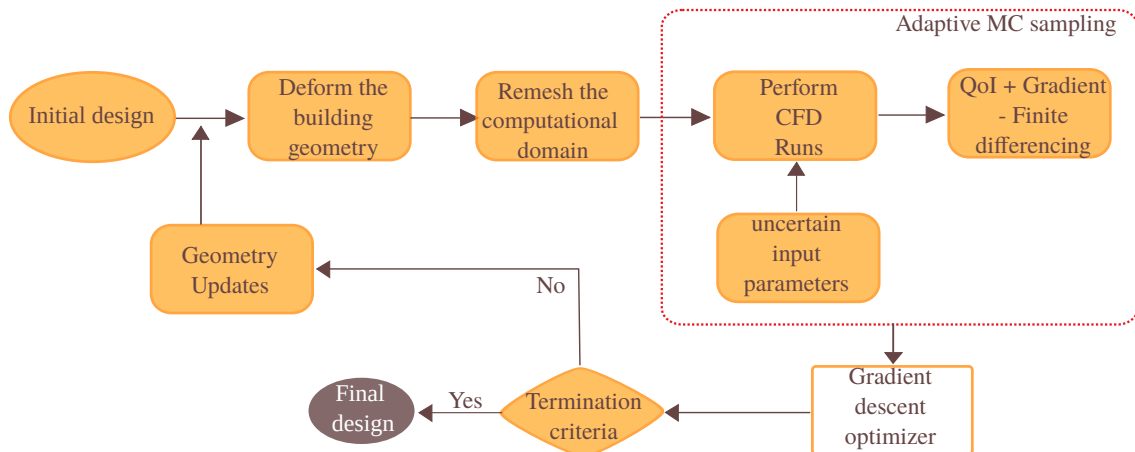 Adaptive MC sampling
Initial design
Deform the
building
geometry
Remesh the
computational
domain
Perform
CFD
Runs
QoI + Gradient
- Finite
differencing
uncertain
input
parameters
Geometry
Updates
No
Gradient
descent
optimizer
Termination
criteria
Yes
Final
design